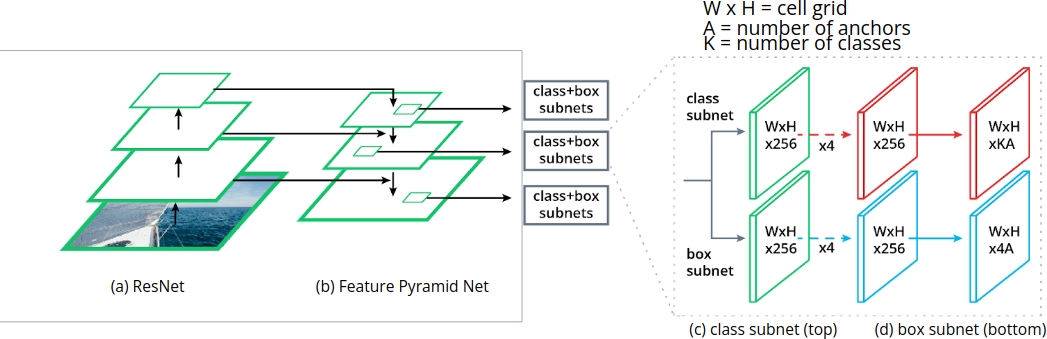 W x H = cell grid
A = number of anchors
K = number of classes
class+box
subnets
class+box
subnets
class+box
subnets
(a) ResNet
(b) Feature Pyramid Net
class
subnet
WxH
x256
x4
WxH
x256
WxH
xKA
box
subnet
WxH
x256
x4
WxH
x256
WxH
x4A
(c) class subnet (top)
(d) box subnet (bottom)